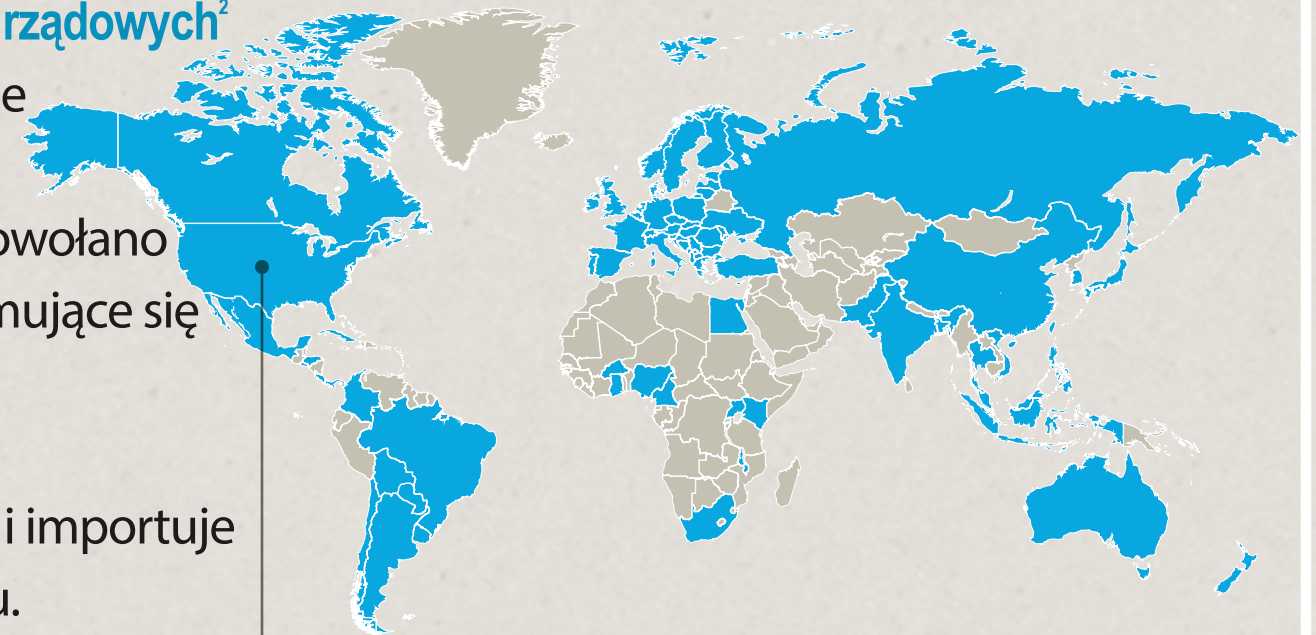 rządowych²
e
owołano
mujące się
i importuje
u.